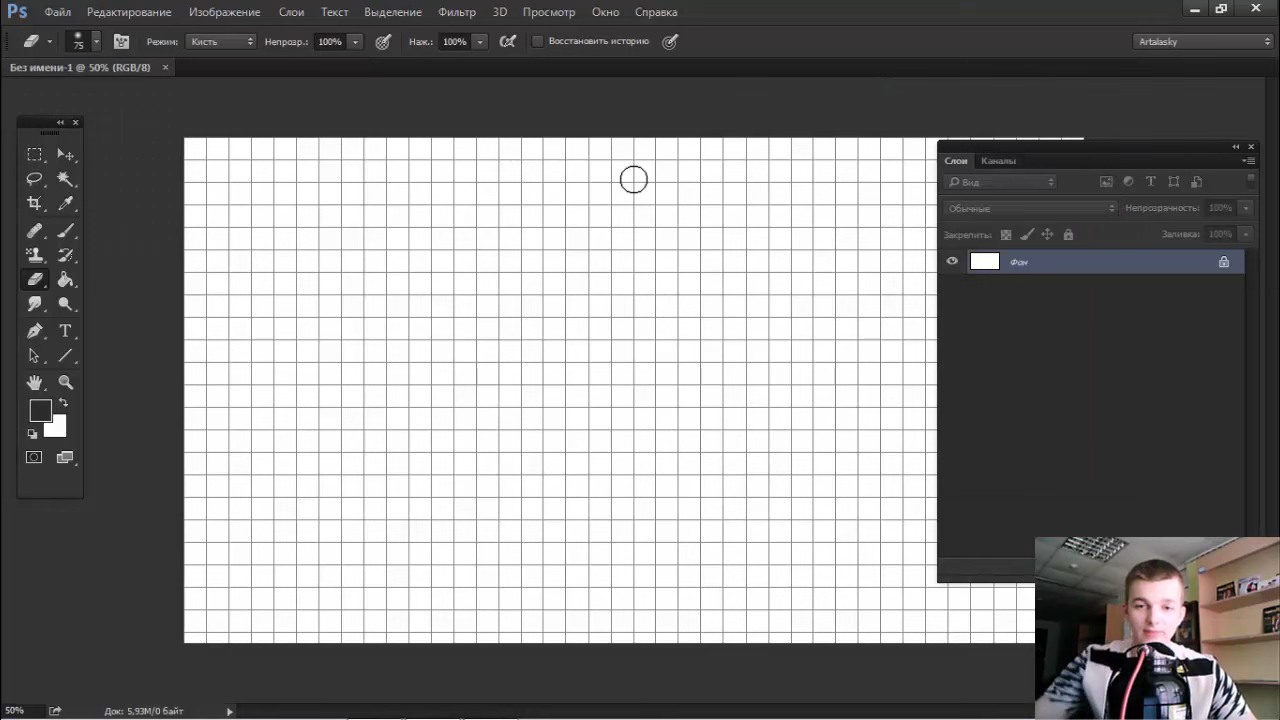 Ps Файл Редактирование Изображение Слои Текст Выделение Фильтр 3D Просмотр Окно Справка
75 Режим: Кисть Непрозр.: 100% Наж.: 100% Восстановить историю Artalasky
Без имени-1 @ 50% (RGB/8) ×
Слои Каналы
Вид
Обычные Непрозрачность: 100%
Закрепить: Заливка: 100%
Фон
50% Док: 5,93M/0 байт